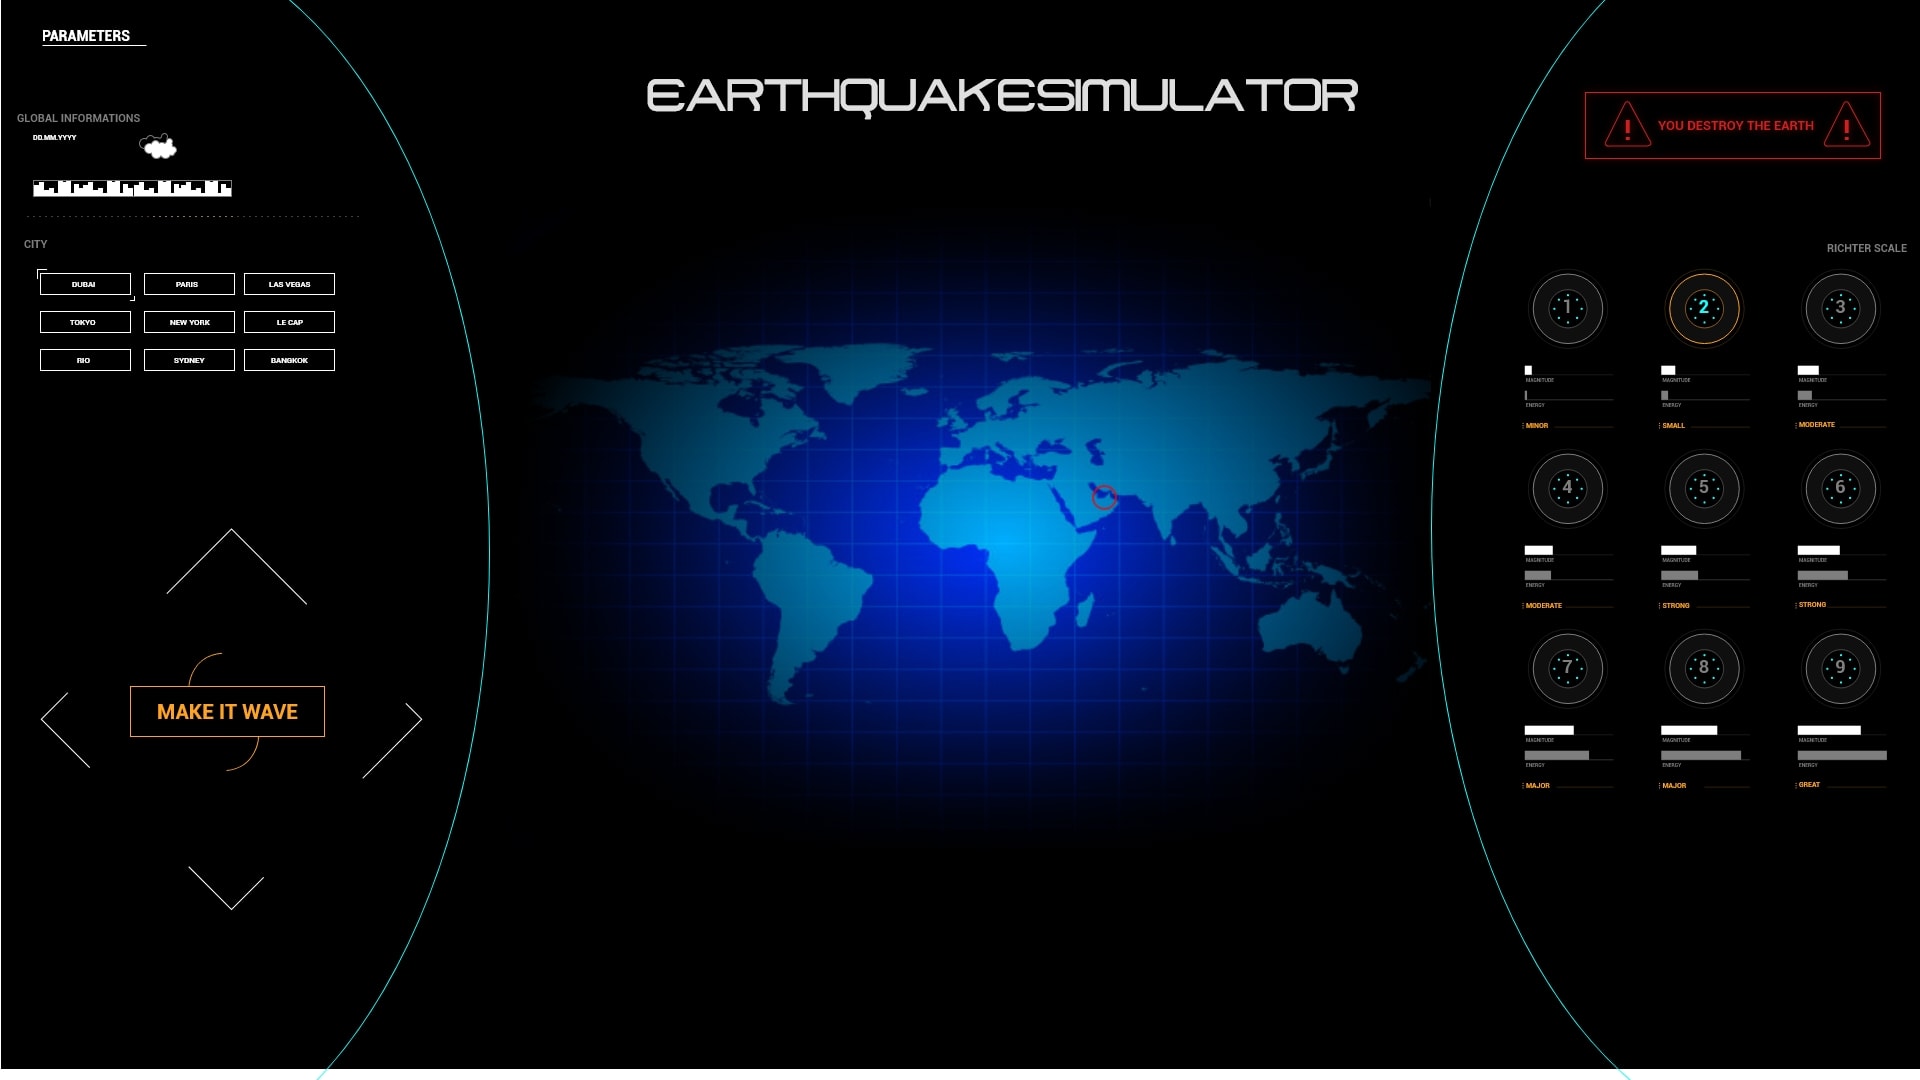 PARAMETERS
EARTHQUAKESIMULATOR
GLOBAL INFORMATIONS
DD.MM.YYYY
CITY
DUBAI PARIS LAS VEGAS
TOKYO NEW YORK LE CAP
RIO SYDNEY BANGKOK
MAKE IT WAVE
! YOU DESTROY THE EARTH !
RICHTER SCALE
1 2 3
MAGNITUDE MAGNITUDE MAGNITUDE
ENERGY ENERGY ENERGY
MINOR SMALL MODERATE
4 5 6
MAGNITUDE MAGNITUDE MAGNITUDE
ENERGY ENERGY ENERGY
MODERATE STRONG STRONG
7 8 9
MAGNITUDE MAGNITUDE MAGNITUDE
ENERGY ENERGY ENERGY
MAJOR MAJOR GREAT